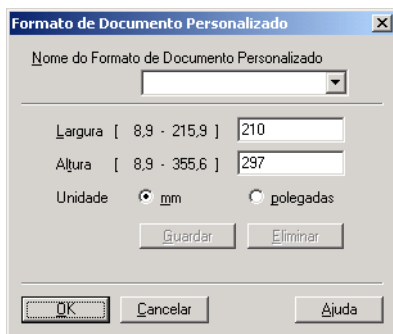 Formato de Documento Personalizado
Nome do Formato de Documento Personalizado
Largura [ 8,9 - 215,9 ] 210
Altura [ 8,9 - 355,6 ] 297
Unidade mm polegadas
Guardar Eliminar
OK Cancelar Ajuda